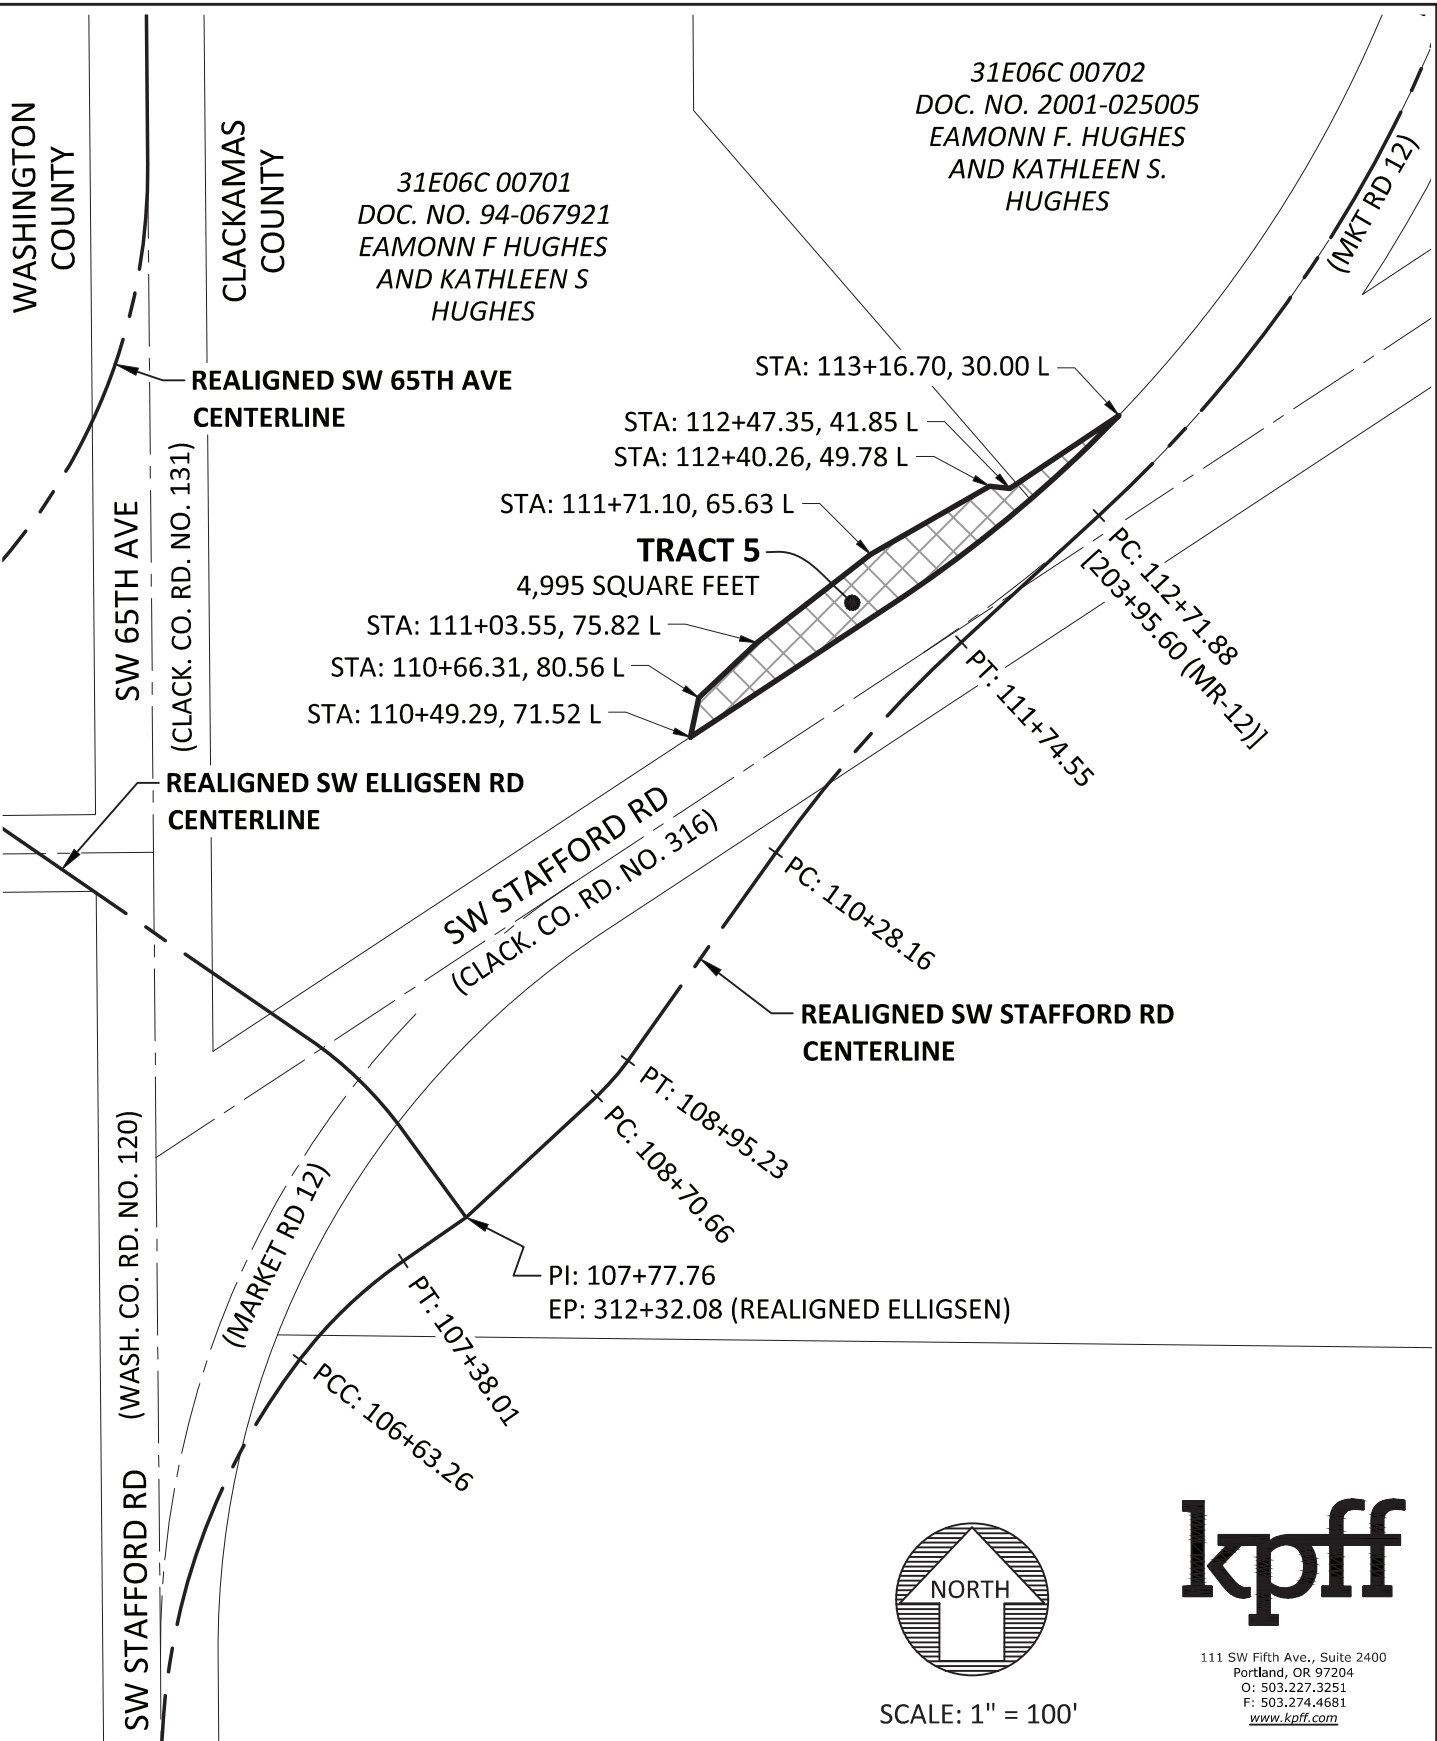 WASHINGTON
COUNTY
CLACKAMAS
COUNTY
31E06C 00701
DOC. NO. 94-067921
EAMONN F HUGHES
AND KATHLEEN S
HUGHES
31E06C 00702
DOC. NO. 2001-025005
EAMONN F. HUGHES
AND KATHLEEN S.
HUGHES
(MKT RD 12)
REALIGNED SW 65TH AVE
CENTERLINE
STA: 113+16.70, 30.00 L
STA: 112+47.35, 41.85 L
STA: 112+40.26, 49.78 L
STA: 111+71.10, 65.63 L
TRACT 5
4,995 SQUARE FEET
STA: 111+03.55, 75.82 L
STA: 110+66.31, 80.56 L
STA: 110+49.29, 71.52 L
SW 65TH AVE
(CLACK. CO. RD. NO. 131)
PC: 112+71.88
[203+95.60 (MR-12)]
PT: 111+74.55
REALIGNED SW ELLIGSEN RD
CENTERLINE
SW STAFFORD RD
(CLACK. CO. RD. NO. 316)
PC: 110+28.16
REALIGNED SW STAFFORD RD
CENTERLINE
PT: 108+95.23
PC: 108+70.66
(MARKET RD 12)
PI: 107+77.76
EP: 312+32.08 (REALIGNED ELLIGSEN)
PT: 107+38.01
PCC: 106+63.26
SW STAFFORD RD
(WASH. CO. RD. NO. 120)
NORTH
SCALE: 1" = 100'
kpff
111 SW Fifth Ave., Suite 2400
Portland, OR 97204
O: 503.227.3251
F: 503.274.4681
www.kpff.com